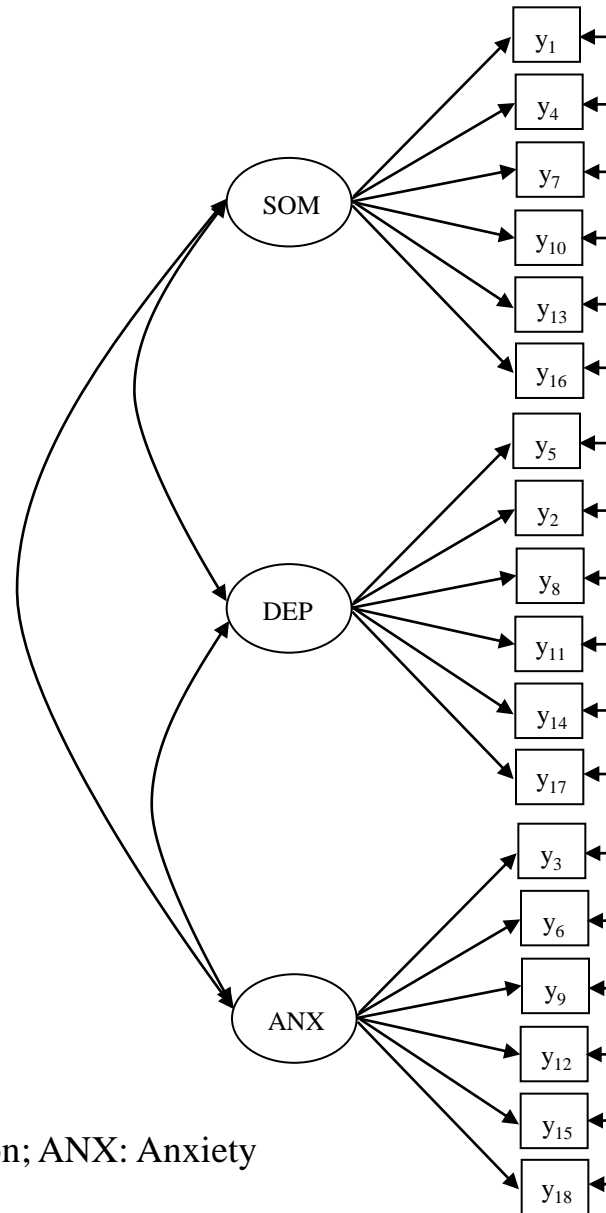 y₁
y₄
y₇
SOM
y₁₀
y₁₃
y₁₆
y₅
y₂
y₈
DEP
y₁₁
y₁₄
y₁₇
y₃
y₆
y₉
ANX
y₁₂
y₁₅
; ANX: Anxiety
y₁₈